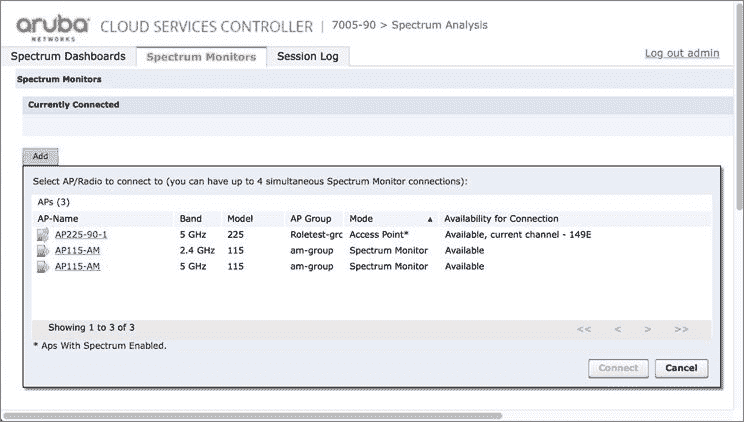 aruba NETWORKS CLOUD SERVICES CONTROLLER | 7005-90 > Spectrum Analysis
Spectrum Dashboards Spectrum Monitors Session Log Log out admin
Spectrum Monitors
Currently Connected
Add
Select AP/Radio to connect to (you can have up to 4 simultaneous Spectrum Monitor connections):
APs (3)
AP-Name Band Model AP Group Mode ▲ Availability for Connection
AP225-90-1 5 GHz 225 Roletest-grc Access Point* Available, current channel - 149E
AP115-AM 2.4 GHz 115 am-group Spectrum Monitor Available
AP115-AM 5 GHz 115 am-group Spectrum Monitor Available
Showing 1 to 3 of 3 << < > >>
* Aps With Spectrum Enabled.
Connect Cancel